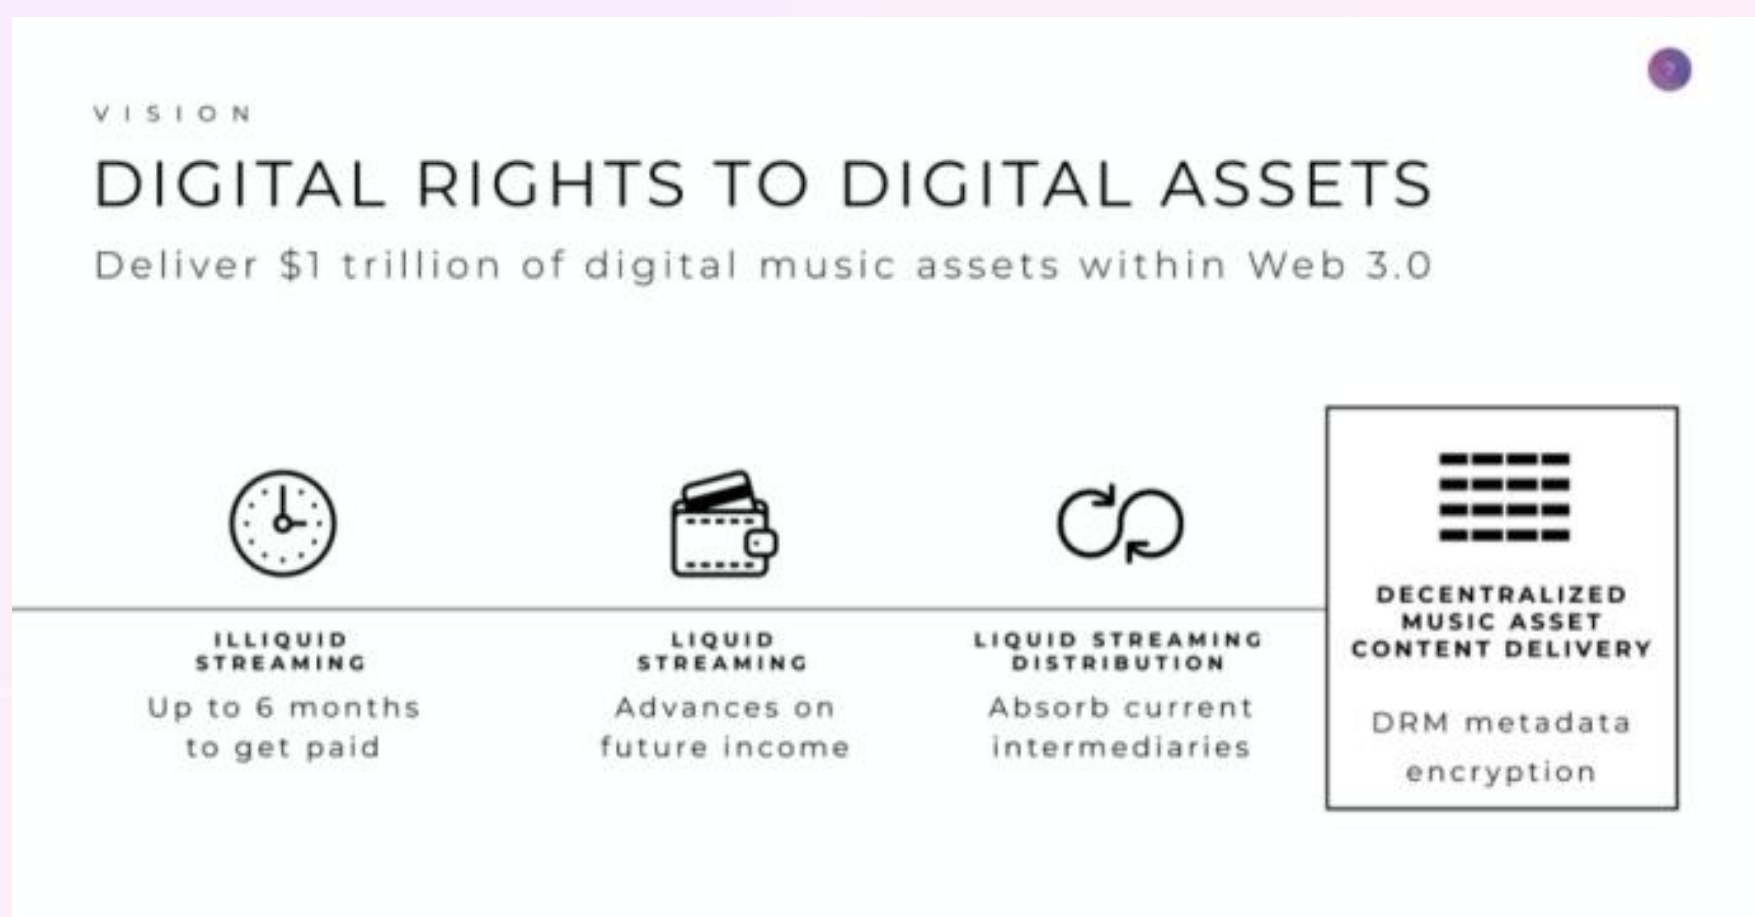 VISION
DIGITAL RIGHTS TO DIGITAL ASSETS
Deliver $1 trillion of digital music assets within Web 3.0
ILLIQUID
STREAMING
Up to 6 months
to get paid
LIQUID
STREAMING
Advances on
future income
LIQUID STREAMING
DISTRIBUTION
Absorb current
intermediaries
DECENTRALIZED
MUSIC ASSET
CONTENT DELIVERY
DRM metadata
encryption